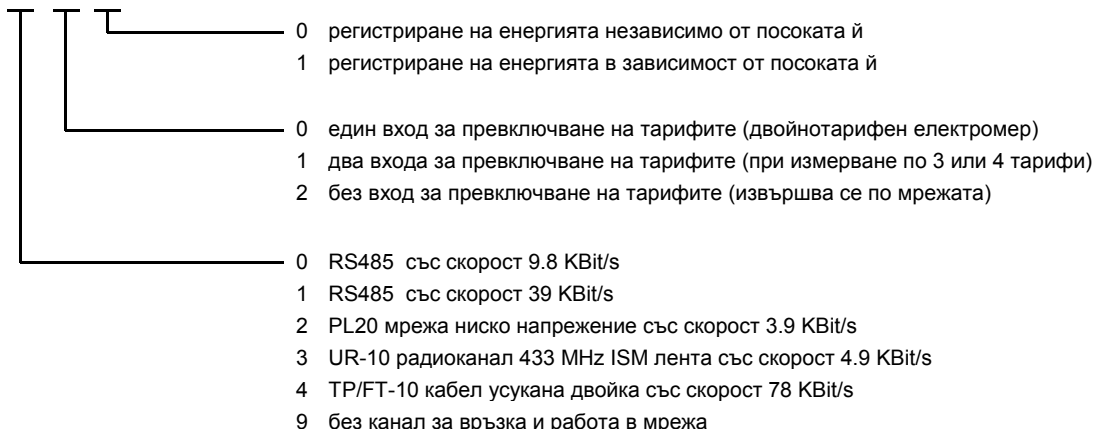 0 регистриране на енергията независимо от посоката й
1 регистриране на енергията в зависимост от посоката й
0 един вход за превключване на тарифите (двойнотарифен електромер)
1 два входа за превключване на тарифите (при измерване по 3 или 4 тарифи)
2 без вход за превключване на тарифите (извършва се по мрежата)
0 RS485 със скорост 9.8 KBit/s
1 RS485 със скорост 39 KBit/s
2 PL20 мрежа ниско напрежение със скорост 3.9 KBit/s
3 UR-10 радиоканал 433 MHz ISM лента със скорост 4.9 KBit/s
4 TP/FT-10 кабел усукана двойка със скорост 78 KBit/s
9 без канал за връзка и работа в мрежа